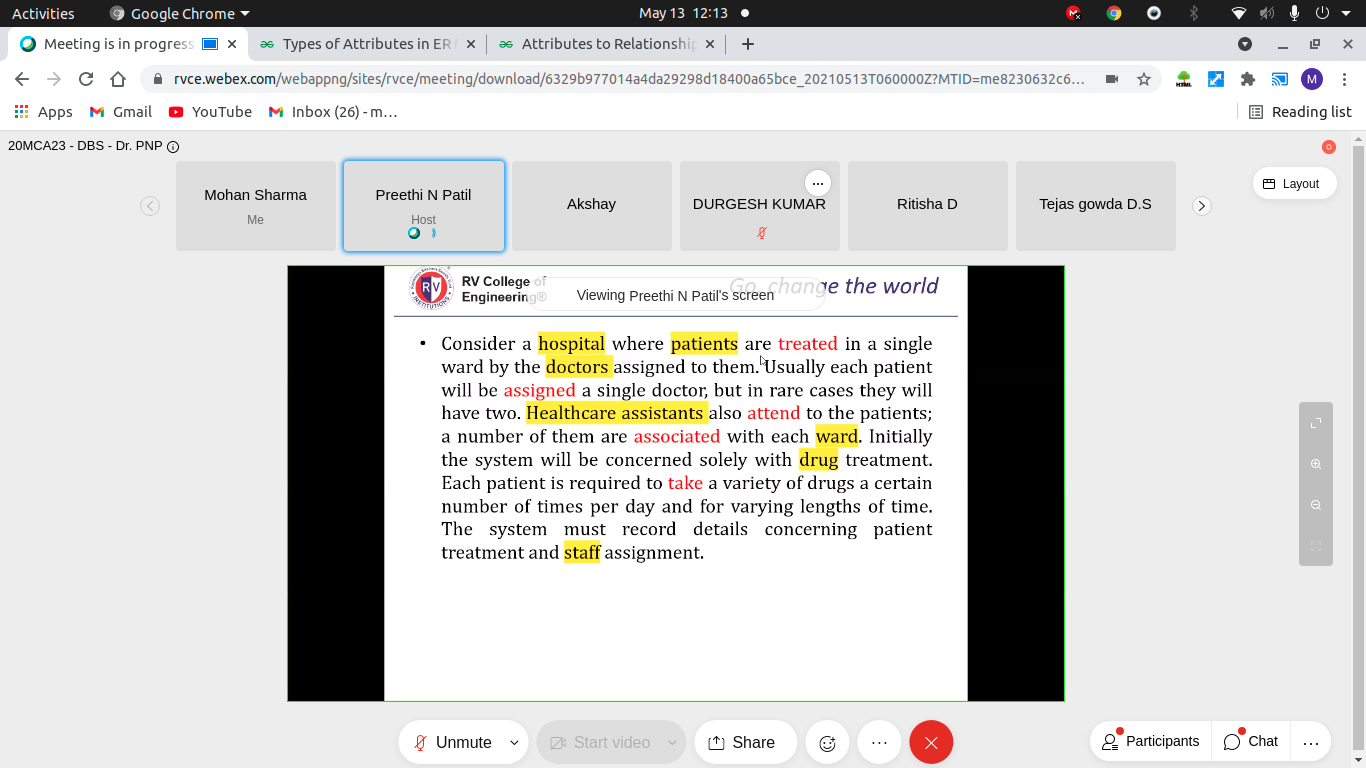 Activities
Google Chrome
May 13 12:13
Meeting is in progress
Types of Attributes in ER
Attributes to Relationship
rvce.webex.com/webappng/sites/rvce/meeting/download/6329b977014a4da29298d18400a65bce_20210513T060000Z?MTID=me8230632c6...
M
Apps
Gmail
YouTube
Inbox (26) - m...
Reading list
20MCA23 - DBS - Dr. PNP
Layout
Mohan Sharma
Me
Preethi N Patil
Host
Akshay
DURGESH KUMAR
Ritisha D
Tejas gowda D.S
RV College of
Engineering®
Go, change the world
Viewing Preethi N Patil's screen
• Consider a hospital where patients are treated in a single
ward by the doctors assigned to them. Usually each patient
will be assigned a single doctor, but in rare cases they will
have two. Healthcare assistants also attend to the patients;
a number of them are associated with each ward. Initially
the system will be concerned solely with drug treatment.
Each patient is required to take a variety of drugs a certain
number of times per day and for varying lengths of time.
The system must record details concerning patient
treatment and staff assignment.
Unmute
Start video
Share
Participants
Chat